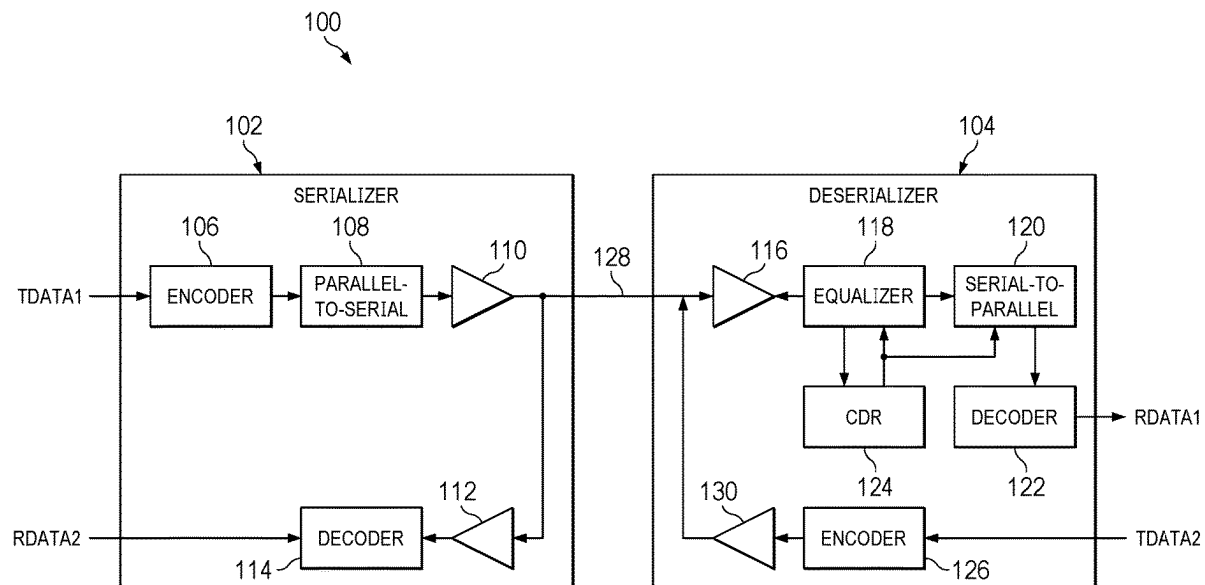 100
102
104
SERIALIZER
DESERIALIZER
106
108
110
128
116
118
120
TDATA1
ENCODER
PARALLEL-
TO-SERIAL
EQUALIZER
SERIAL-TO-
PARALLEL
CDR
DECODER
RDATA1
124
122
112
130
RDATA2
DECODER
ENCODER
TDATA2
114
126